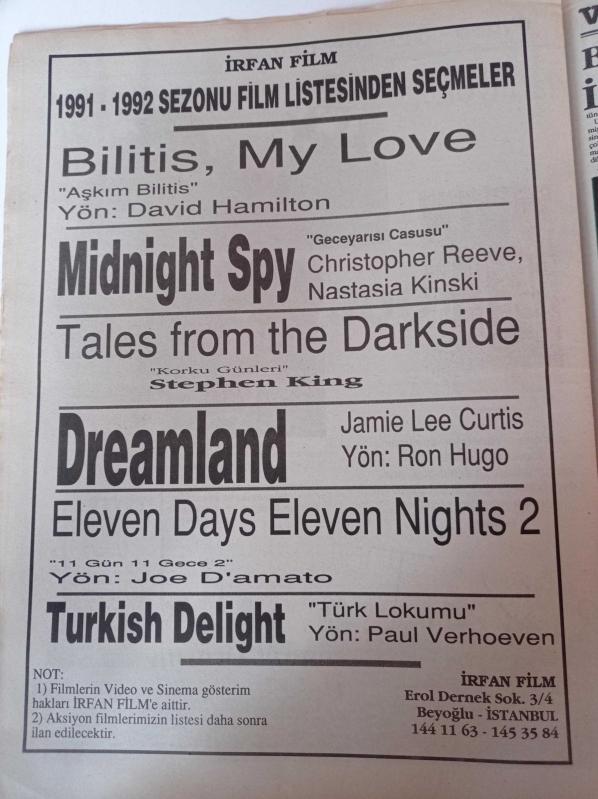 İRFAN FİLM
1991 - 1992 SEZONU FİLM LİSTESİNDEN SEÇMELER
Bilitis, My Love
"Aşkım Bilitis"
Yön: David Hamilton
Midnight Spy
"Geceyarısı Casusu"
Christopher Reeve,
Nastasia Kinski
Tales from the Darkside
"Korku Günleri"
Stephen King
Dreamland
Jamie Lee Curtis
Yön: Ron Hugo
Eleven Days Eleven Nights 2
"11 Gün 11 Gece 2"
Yön: Joe D'amato
Turkish Delight
"Türk Lokumu"
Yön: Paul Verhoeven
NOT:
1) Filmlerin Video ve Sinema gösterim
hakları İRFAN FİLM'e aittir.
2) Aksiyon filmlerimizin listesi daha sonra
ilan edilecektir.
İRFAN FİLM
Erol Dernek Sok. 3/4
Beyoğlu - İSTANBUL
144 11 63 - 145 35 84